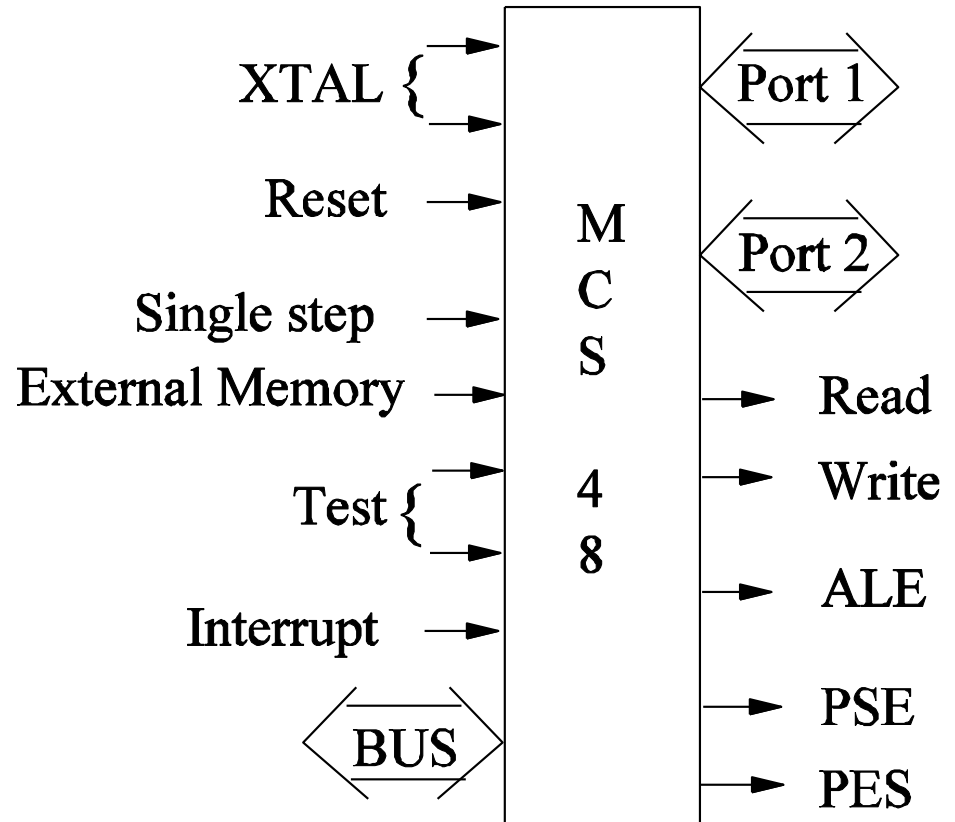 XTAL {
Reset
Single step
External Memory
Test {
Interrupt
BUS
M
C
S
4
8
Port 1
Port 2
Read
Write
ALE
PSE
PES